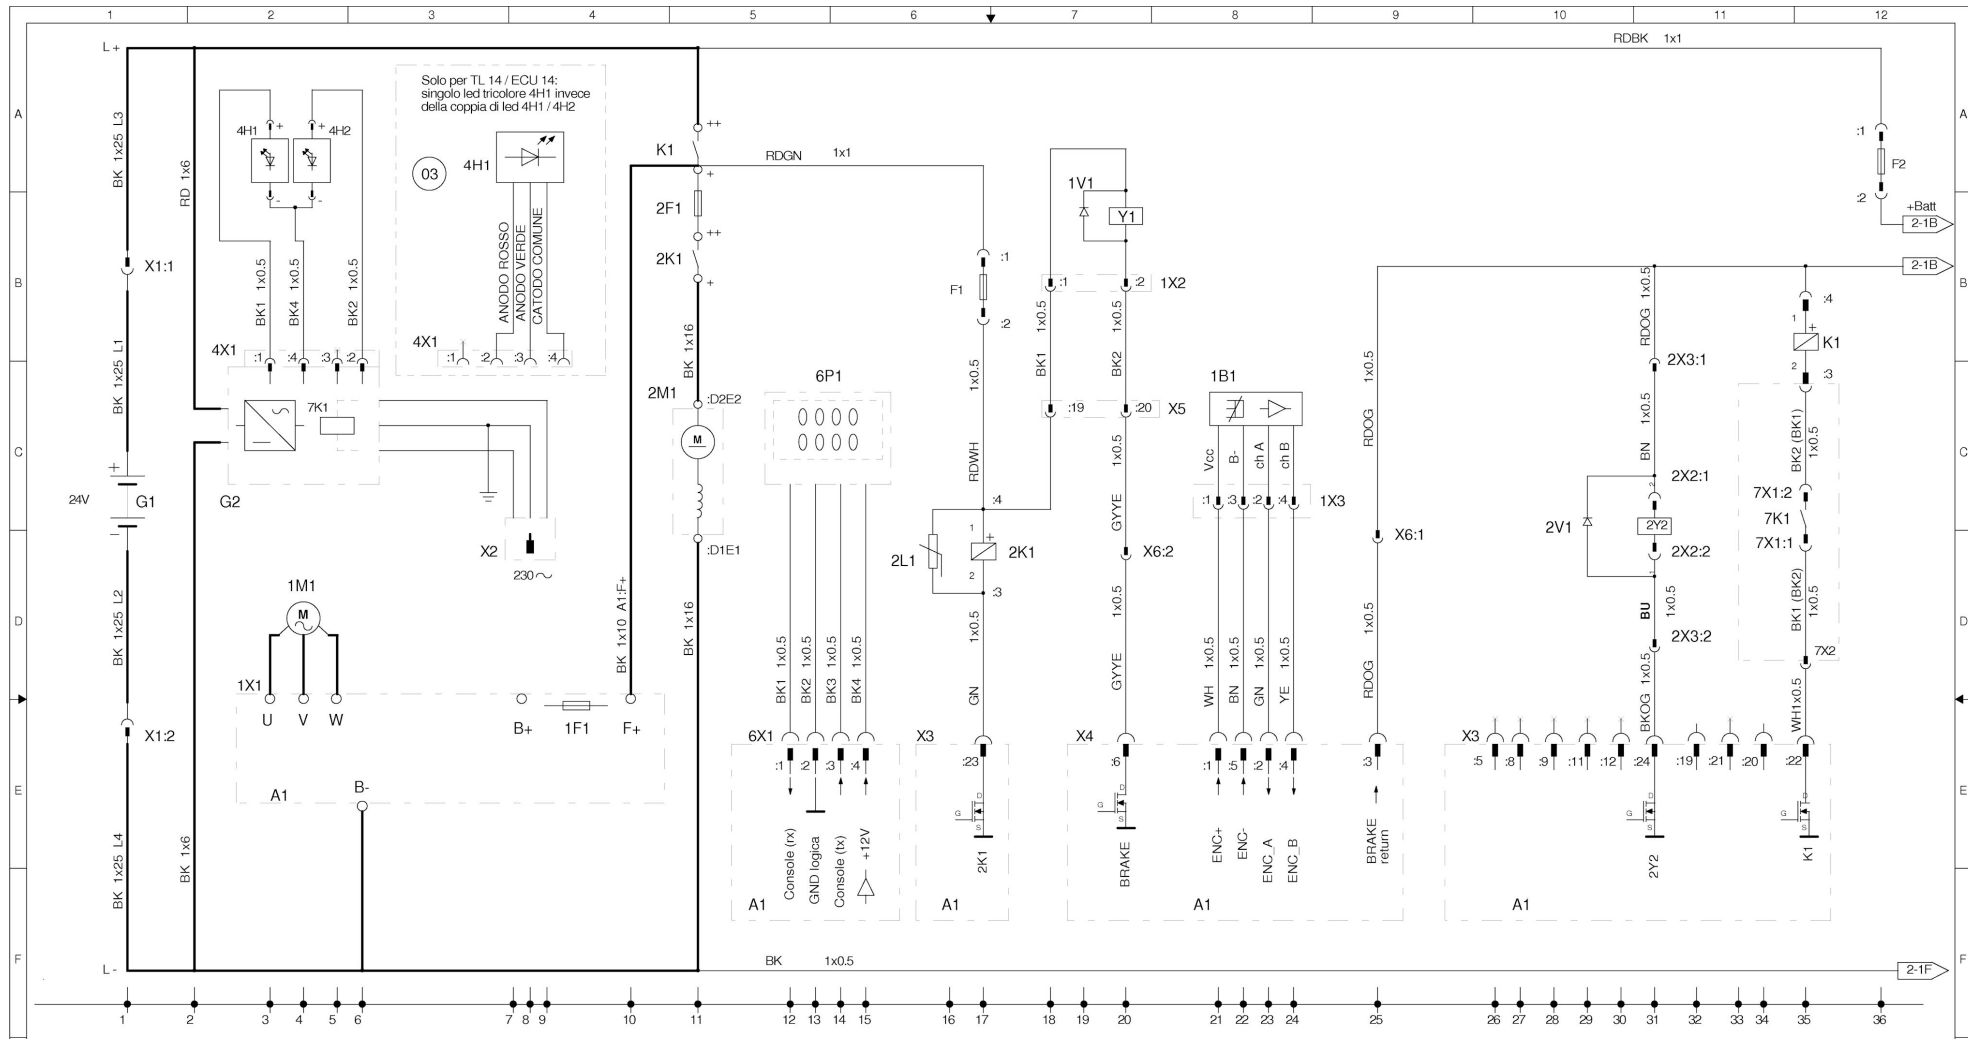 1 2 3 4 5 6 7 8 9 10 11 12
A
B
C
D
E
F
A
B
C
D
E
F
L+
RDBK 1x1
BK 1x25 L3
X1:1
BK 1x25 L1
+
24V
G1
-
BK 1x25 L2
X1:2
BK 1x25 L4
L-
RD 1x6
4H1 +
+ 4H2
- -
BK1 1x0.5
BK4 1x0.5
BK2 1x0.5
4X1 :1 :4 :3 :2
7K1
G2
BK 1x6
1M1
M
1X1
U V W
B+ 1F1 F+
A1 B-
Solo per TL 14 / ECU 14:
singolo led tricolore 4H1 invece
della coppia di led 4H1 / 4H2
03
4H1
ANODO ROSSO
ANODO VERDE
CATODO COMUNE
4X1 :1 :2 :3 :4
X2
230
BK 1x10 A1:F+
++
K1
+
2F1
++
2K1
+
BK 1x16
2M1 :D2E2
M
:D1E1
BK 1x16
RDGN 1x1
6P1
BK1 1x0.5
BK2 1x0.5
BK3 1x0.5
BK4 1x0.5
6X1 :1 :2 :3 :4
Console (rx)
GND logica
Console (tx)
+12V
A1
BK 1x0.5
:1
F1
:2
1x0.5
RDWH
:4
1 +
2L1 2K1
2
:3
1x0.5
GN
X3 :23
D
G
S
2K1
A1
1V1
Y1
:1 :2 1X2
BK1 1x0.5
BK2 1x0.5
:19 :20 X5
1x0.5
GYYE
X6:2
1x0.5
GYYE
X4 :6
D
G
S
BRAKE
1B1
Vcc
B-
ch A
ch B
:1 :3 :2 :4 1X3
WH 1x0.5
BN 1x0.5
GN 1x0.5
YE 1x0.5
:1 :5 :2 :4
ENC+
ENC-
ENC_A
ENC_B
A1
1x0.5
RDOG
X6:1
1x0.5
RDOG
:3
BRAKE
return
RDOG 1x0.5
2X3:1
BN 1x0.5
2X2:1
2
2V1 2Y2
2X2:2
1
BU 1x0.5
2X3:2
BKOG 1x0.5
X3
:5 :8 :9 :11 :12 :24 :19 :21 :20 :22
D
G
S
2Y2
A1
:4
1
+
K1
2
:3
BK2 (BK1)
1x0.5
7X1:2
7K1
7X1:1
BK1 (BK2)
1x0.5
7X2
WH1x0.5
D
G
S
K1
:1
F2
:2
+Batt
2-1B
2-1B
2-1F
1 2 3 4 5 6 7 8 9 10 11 12 13 14 15 16 17 18 19 20 21 22 23 24 25 26 27 28 29 30 31 32 33 34 35 36